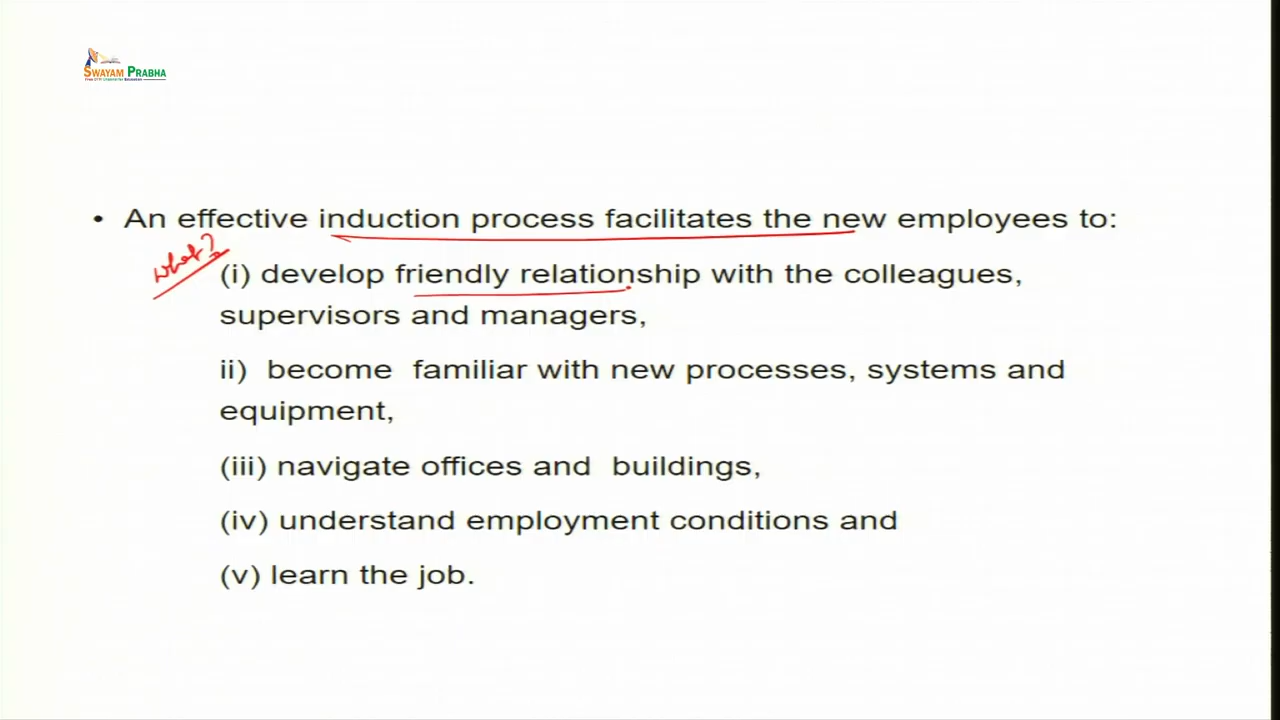 SWAYAM PRABHA
• An effective induction process facilitates the new employees to:
what?
(i) develop friendly relationship with the colleagues,
supervisors and managers,
ii) become familiar with new processes, systems and
equipment,
(iii) navigate offices and buildings,
(iv) understand employment conditions and
(v) learn the job.